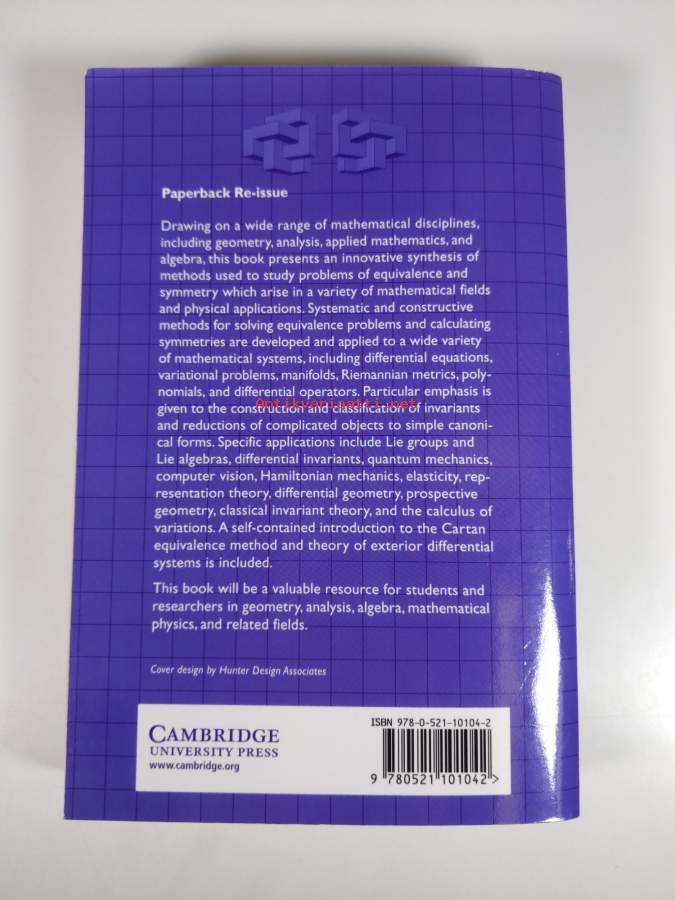 Paperback Re-issue
Drawing on a wide range of mathematical disciplines,
including geometry, analysis, applied mathematics, and
algebra, this book presents an innovative synthesis of
methods used to study problems of equivalence and
symmetry which arise in a variety of mathematical fields
and physical applications. Systematic and constructive
methods for solving equivalence problems and calculating
symmetries are developed and applied to a wide variety
of mathematical systems, including differential equations,
variational problems, manifolds, Riemannian metrics, poly-
nomials, and differential operators. Particular emphasis is
Antikvariaatti.net
given to the construction and classification of invariants
and reductions of complicated objects to simple canoni-
cal forms. Specific applications include Lie groups and
Lie algebras, differential invariants, quantum mechanics,
computer vision, Hamiltonian mechanics, elasticity, rep-
resentation theory, differential geometry, prospective
geometry, classical invariant theory, and the calculus of
variations. A self-contained introduction to the Cartan
equivalence method and theory of exterior differential
systems is included.
This book will be a valuable resource for students and
researchers in geometry, analysis, algebra, mathematical
physics, and related fields.
Cover design by Hunter Design Associates
CAMBRIDGE
UNIVERSITY PRESS
www.cambridge.org
ISBN 978-0-521-10104-2
9 780521 101042 >